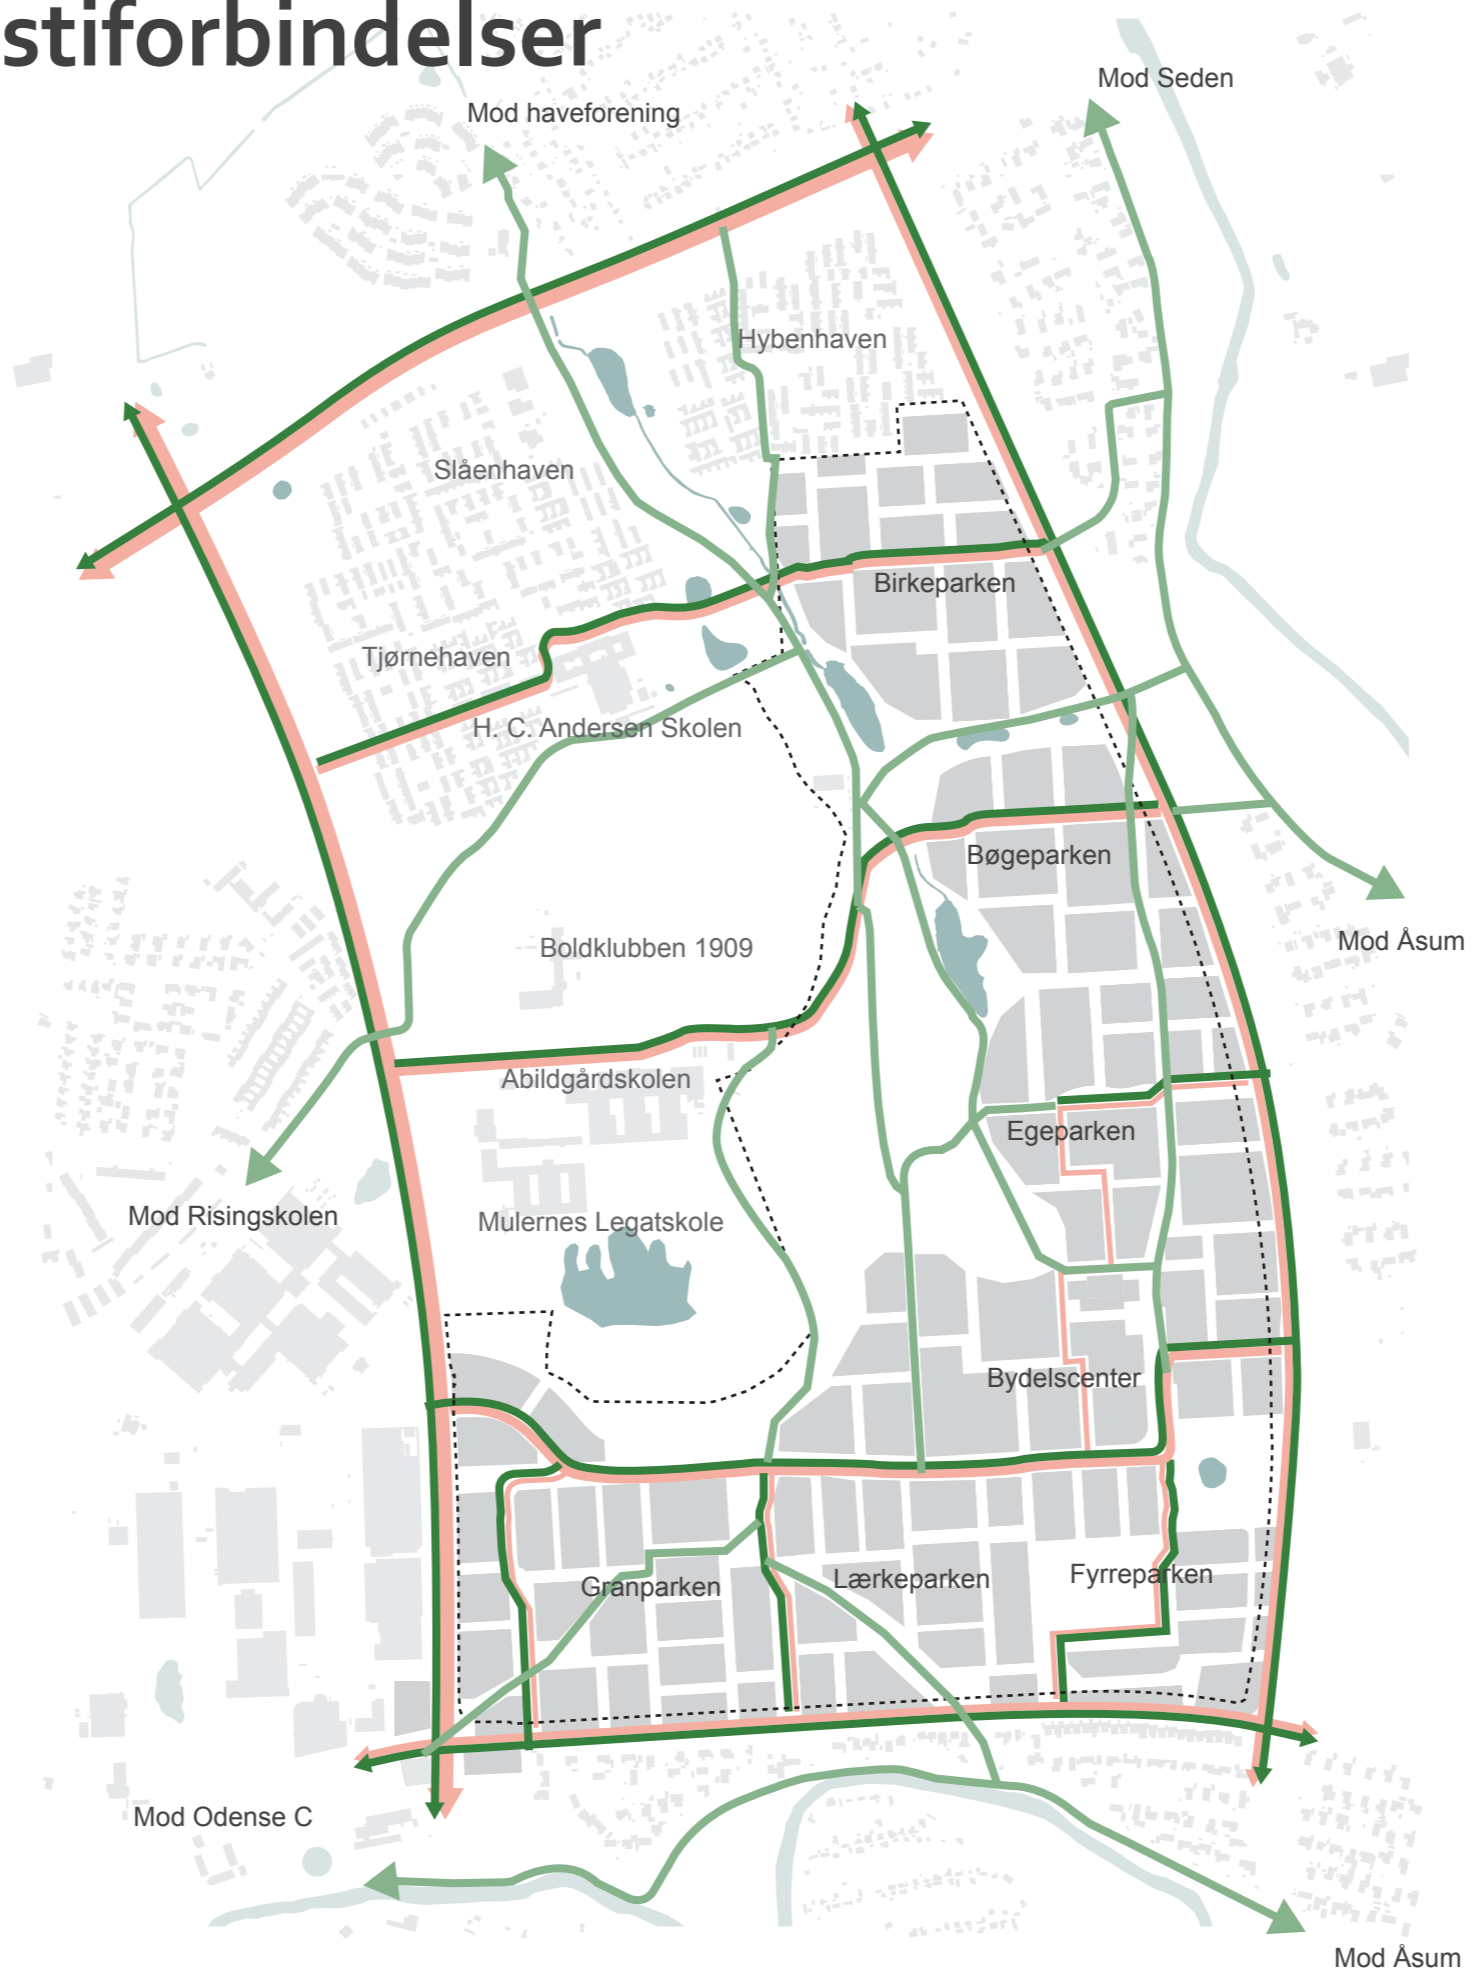 stiforbindelser
Mod Seden
Mod haveforening
Hybenhaven
Slåenhaven
Birkeparken
Tjørnehaven
H. C. Andersen Skolen
Bøgeparken
Mod Åsum
Boldklubben 1909
Abildgårdskolen
Egeparken
Mod Risingskolen
Mulernes Legatskole
Bydelscenter
Granparken
Lærkeparken
Fyrreparken
Mod Odense C
Mod Åsum